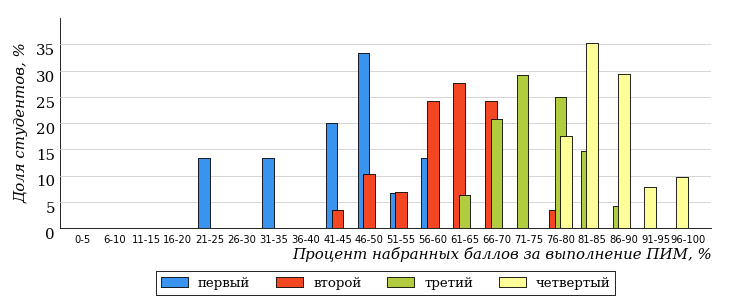 Доля студентов, %
35
30
25
20
15
10
5
0
0-5 6-10 11-15 16-20 21-25 26-30 31-35 36-40 41-45 46-50 51-55 56-60 61-65 66-70 71-75 76-80 81-85 86-90 91-95 96-100
Процент набранных баллов за выполнение ПИМ, %
первый второй третий четвертый